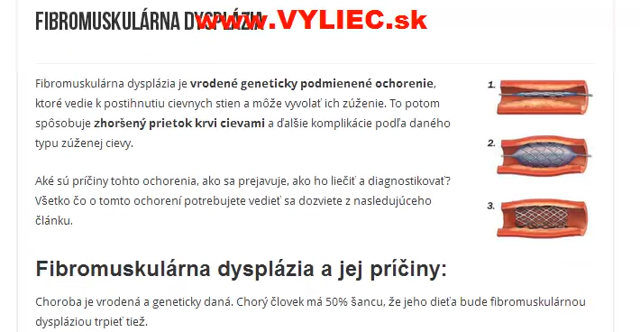 FIBROMUSKULÁRNA DYSPLÁZIA
www.VYLIEC.sk
Fibromuskulárna dysplázia je vrodené geneticky podmienené ochorenie,
ktoré vedie k postihnutiu cievnych stien a môže vyvolať ich zúženie. To potom
spôsobuje zhoršený prietok krvi cievami a ďalšie komplikácie podľa daného
typu zúženej cievy.
1.
2.
3.
Aké sú príčiny tohto ochorenia, ako sa prejavuje, ako ho liečiť a diagnostikovať?
Všetko čo o tomto ochorení potrebujete vedieť sa dozviete z nasledujúceho
článku.
Fibromuskulárna dysplázia a jej príčiny:
Choroba je vrodená a geneticky daná. Chorý človek má 50% šancu, že jeho dieťa bude fibromuskulárnou
dyspláziou trpieť tiež.